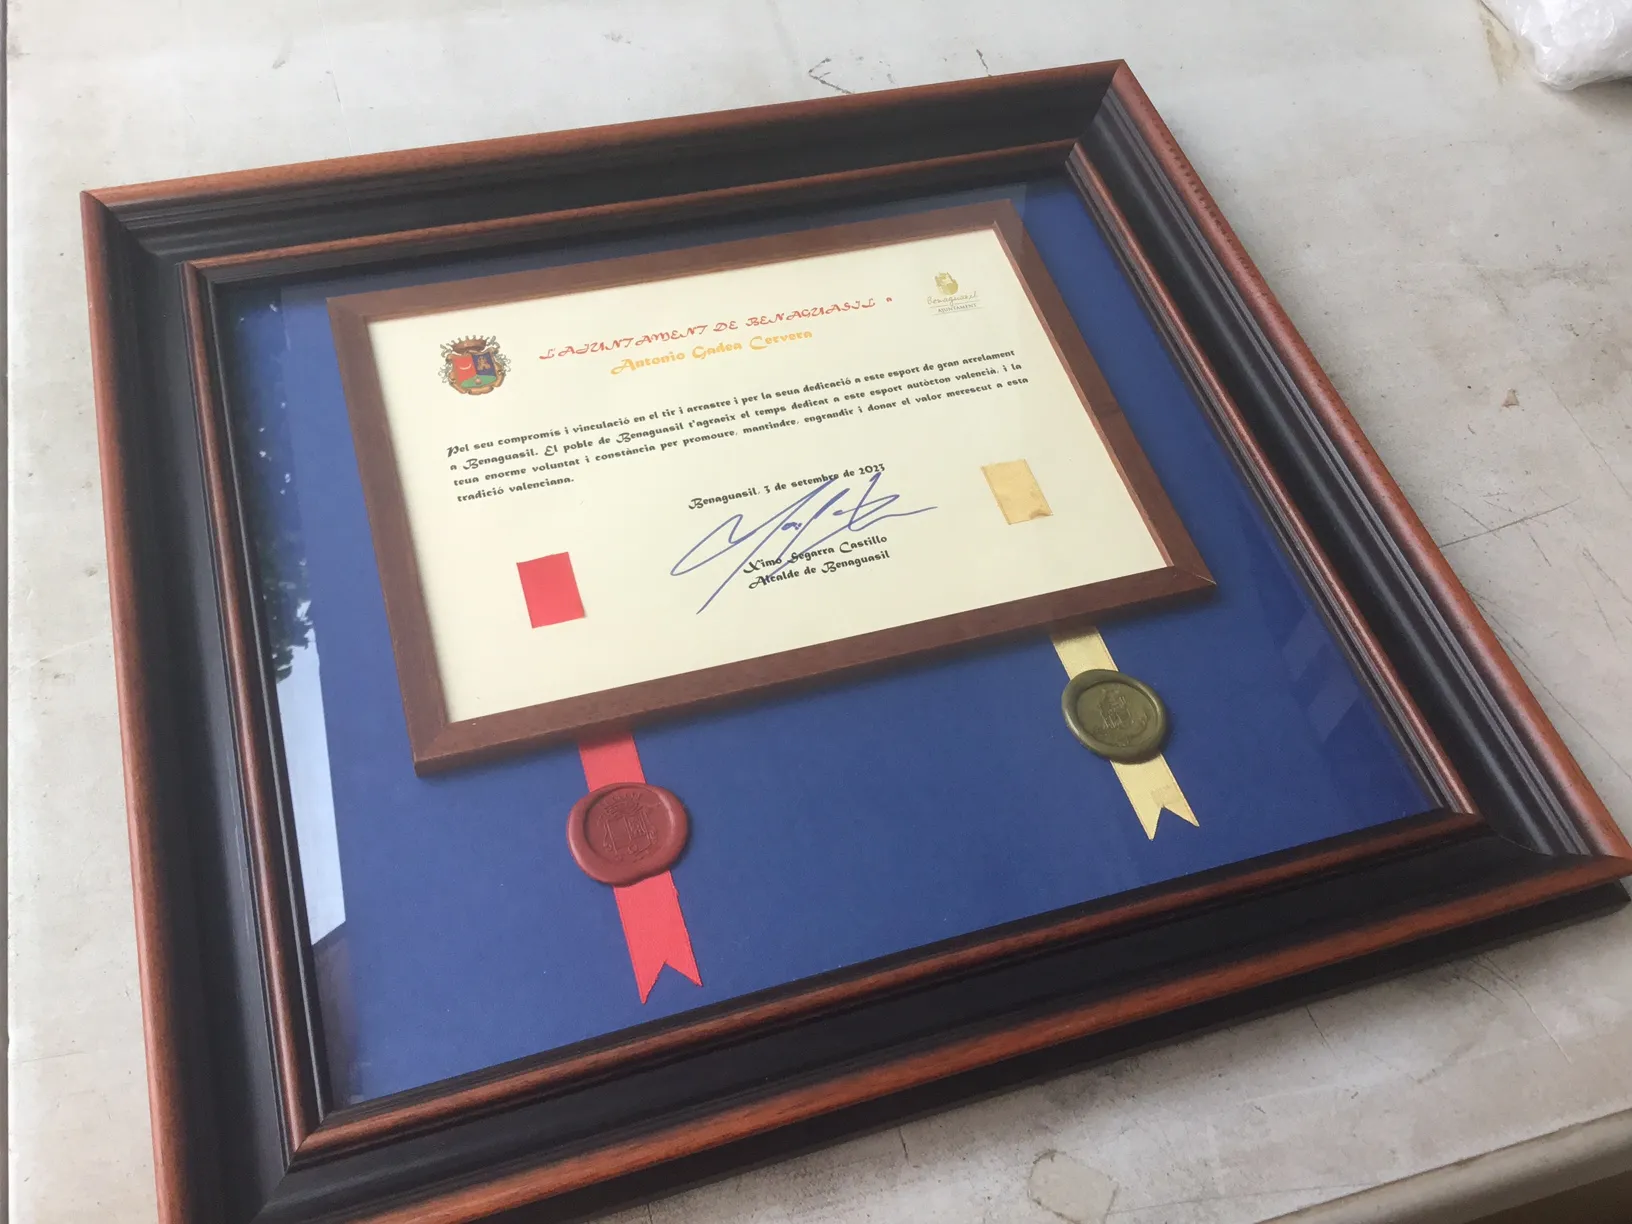 L'AJUNTAMENT DE BENAGUASIL a
Benaguasil
AJUNTAMENT
Antonio Gadea Cervera
Pel seu compromis i vinculació en el tir i arrastre i per la seua dedicació a este esport de gran arrelament
a Benaguasil. El poble de Benaguasil t'agraeix el temps dedicat a este esport autòcton valencià, i la
teua enorme voluntat i constància per promoure, mantindre, engrandir i donar el valor merescut a esta
tradició valenciana.
Benaguasil, 3 de setembre de 2023
Ximo Segarra Castillo
Alcalde de Benaguasil